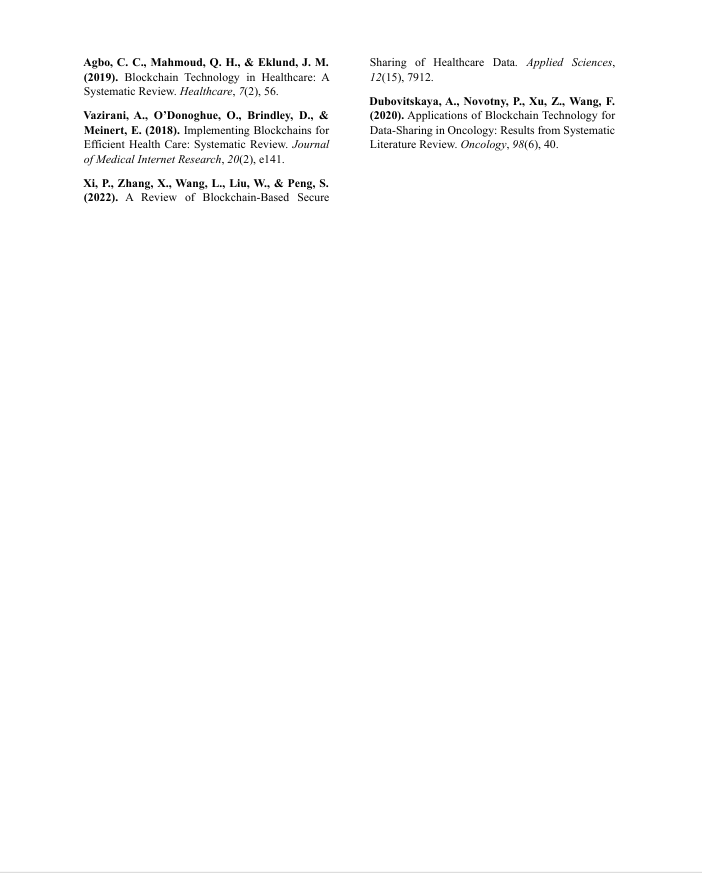 Agbo, C. C., Mahmoud, Q. H., & Eklund, J. M.
(2019). Blockchain Technology in Healthcare: A
Systematic Review. Healthcare, 7(2), 56.
Vazirani, A., O’Donoghue, O., Brindley, D., &
Meinert, E. (2018). Implementing Blockchains for
Efficient Health Care: Systematic Review. Journal
of Medical Internet Research, 20(2), e141.
Xi, P., Zhang, X., Wang, L., Liu, W., & Peng, S.
(2022). A Review of Blockchain-Based Secure
Sharing of Healthcare Data. Applied Sciences,
12(15), 7912.
Dubovitskaya, A., Novotny, P., Xu, Z., Wang, F.
(2020). Applications of Blockchain Technology for
Data-Sharing in Oncology: Results from Systematic
Literature Review. Oncology, 98(6), 40.